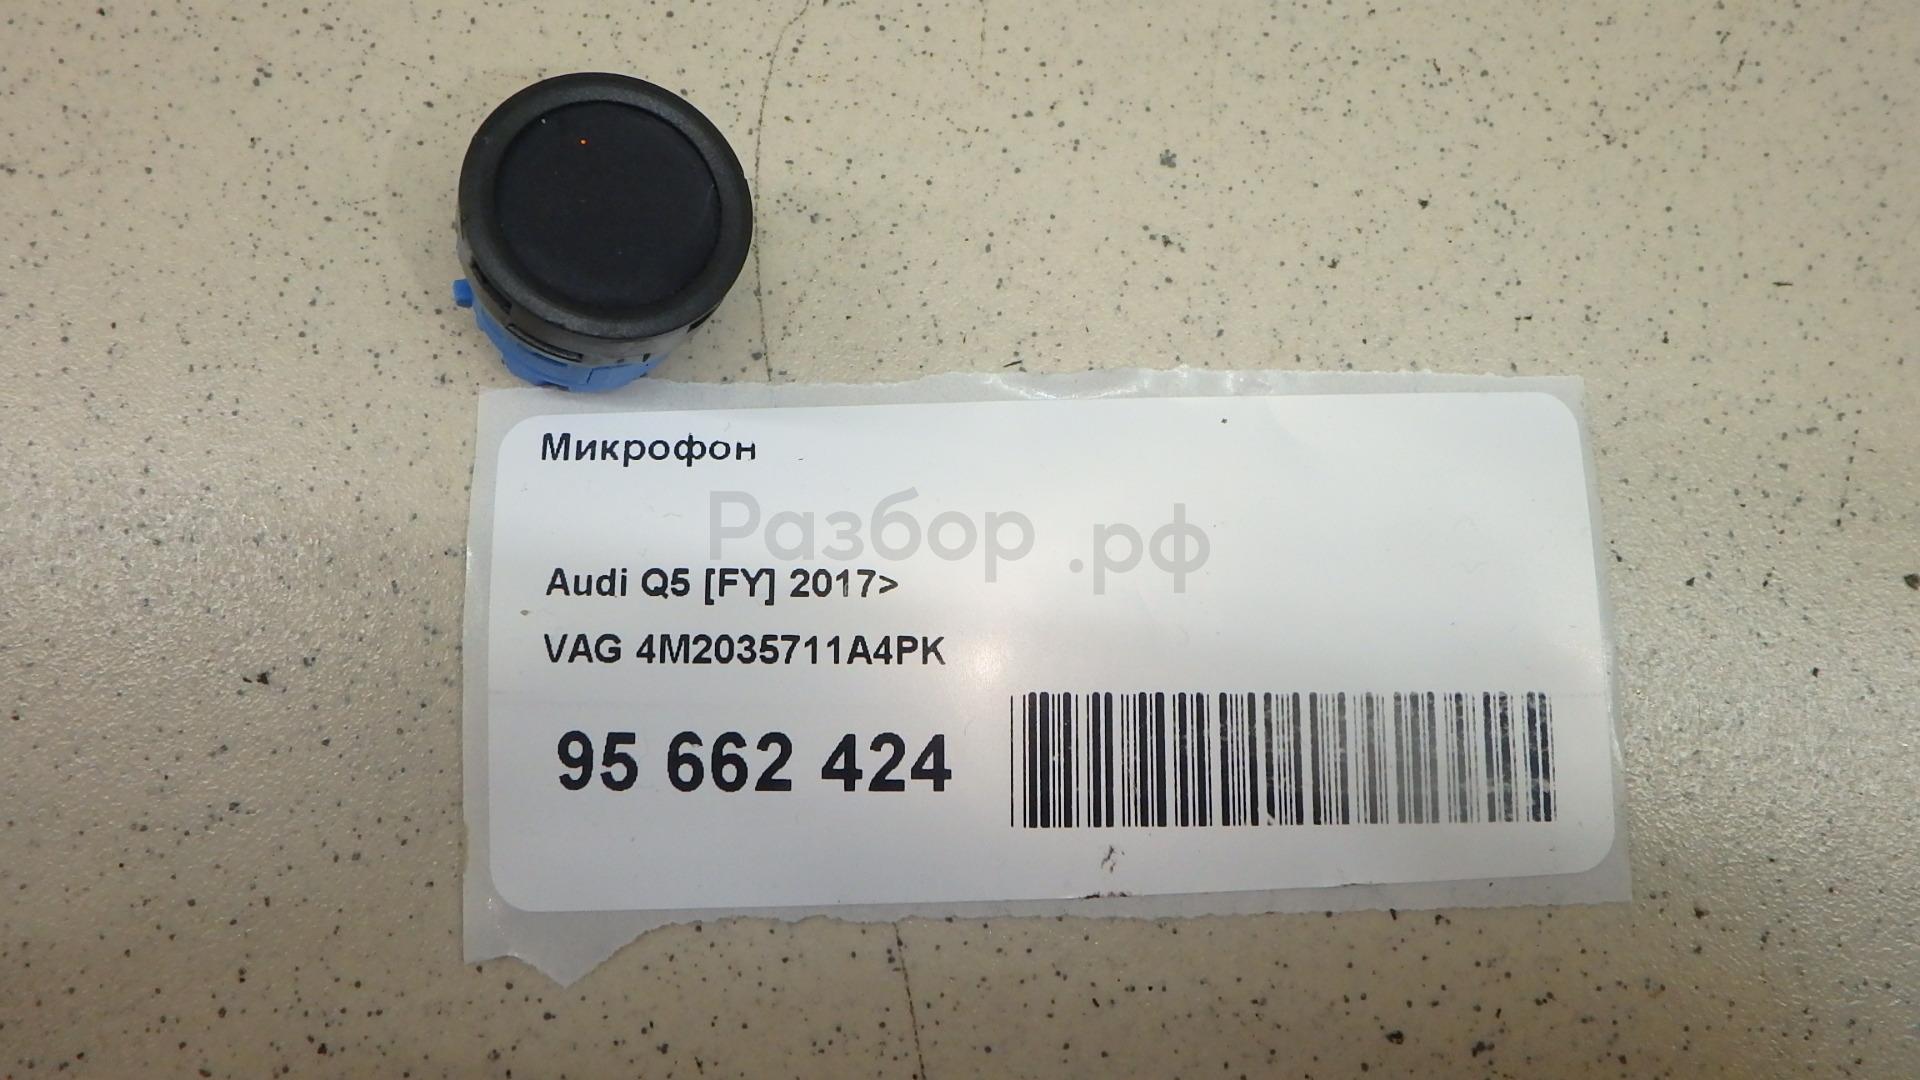 Микрофон
Разбор .рф
Audi Q5 [FY] 2017>
VAG 4M2035711A4PK
95 662 424